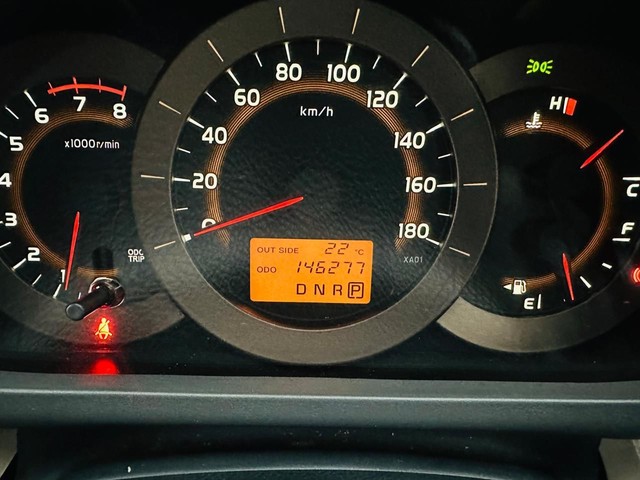 8
7
6
5
4
3
2
1
x1000r/min
ODO
TRIP
0
20
40
60
80
100
120
140
160
180
km/h
OUT SIDE 22 °C
ODO 146277
D N R P
XA01
H
C
F
E